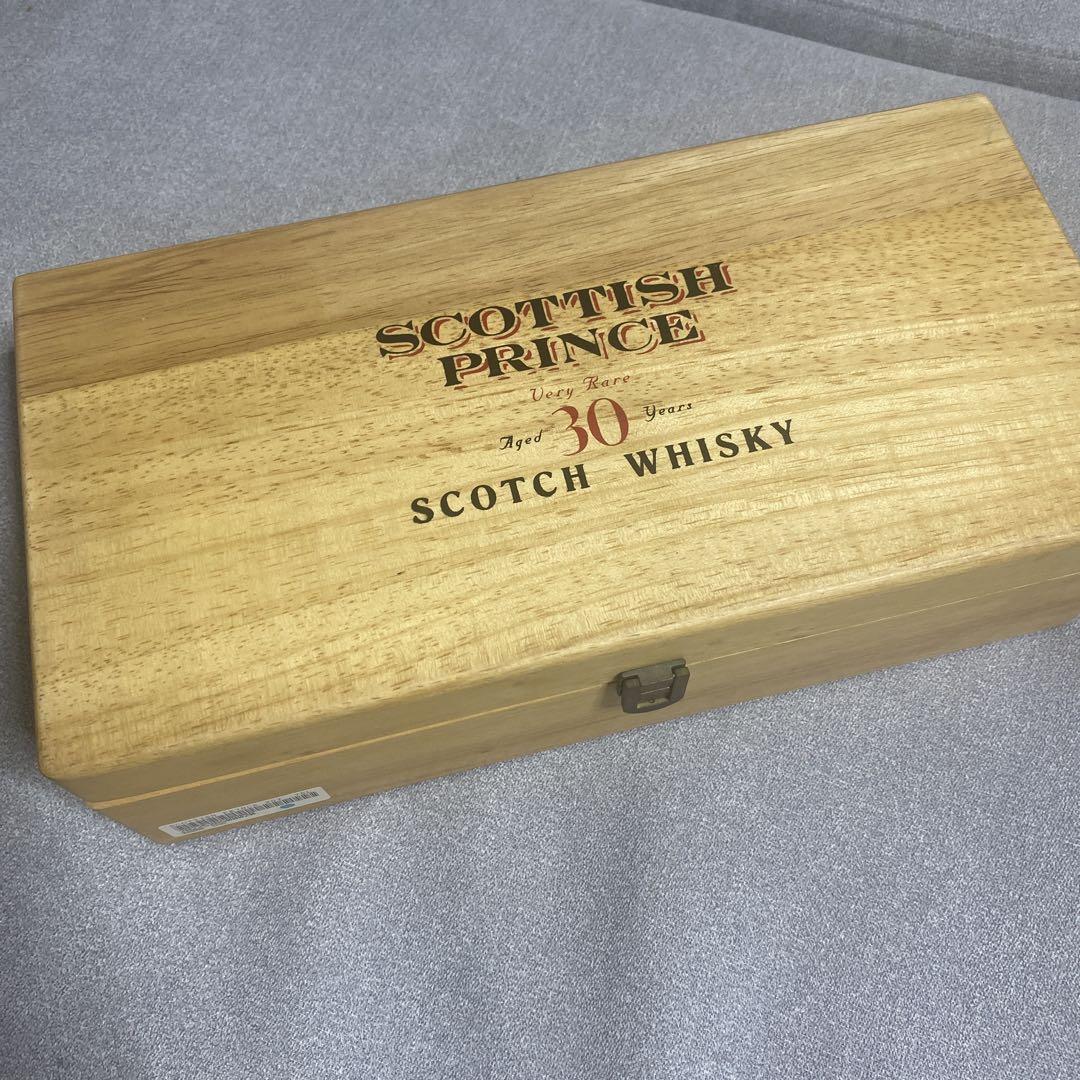 SCOTTISH
PRINCE
Very Rare
Aged 30 Years
SCOTCH WHISKY